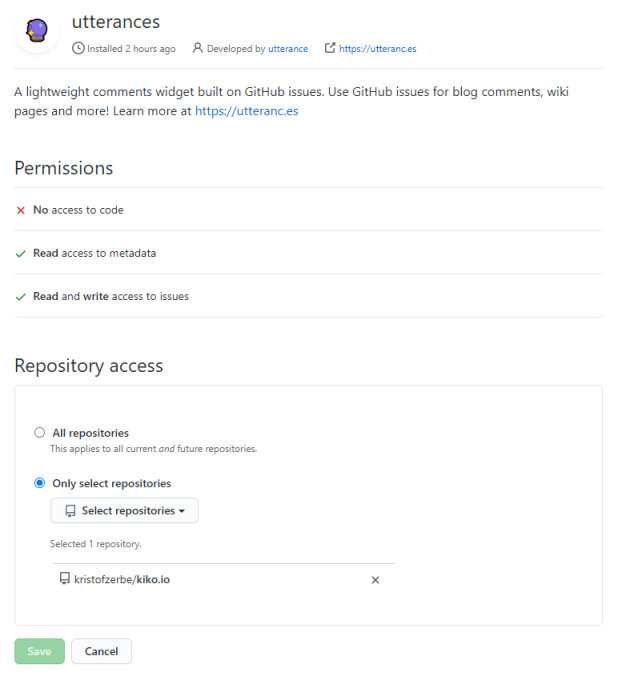 utterances
Installed 2 hours ago Developed by utterance https://utteranc.es
A lightweight comments widget built on GitHub issues. Use GitHub issues for blog comments, wiki
pages and more! Learn more at https://utteranc.es
Permissions
No access to code
Read access to metadata
Read and write access to issues
Repository access
All repositories
This applies to all current and future repositories.
Only select repositories
Select repositories
Selected 1 repository.
kristofzerbe/kiko.io
Save Cancel